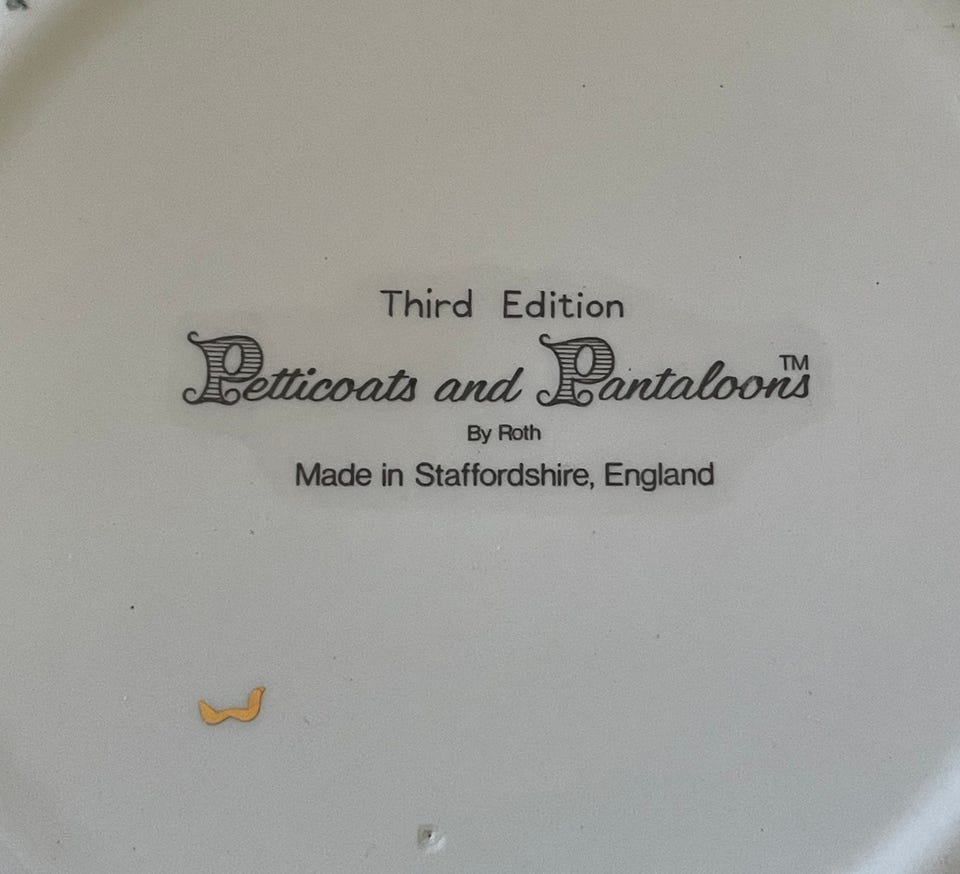 Third Edition
Petticoats and Pantaloons™
By Roth
Made in Staffordshire, England